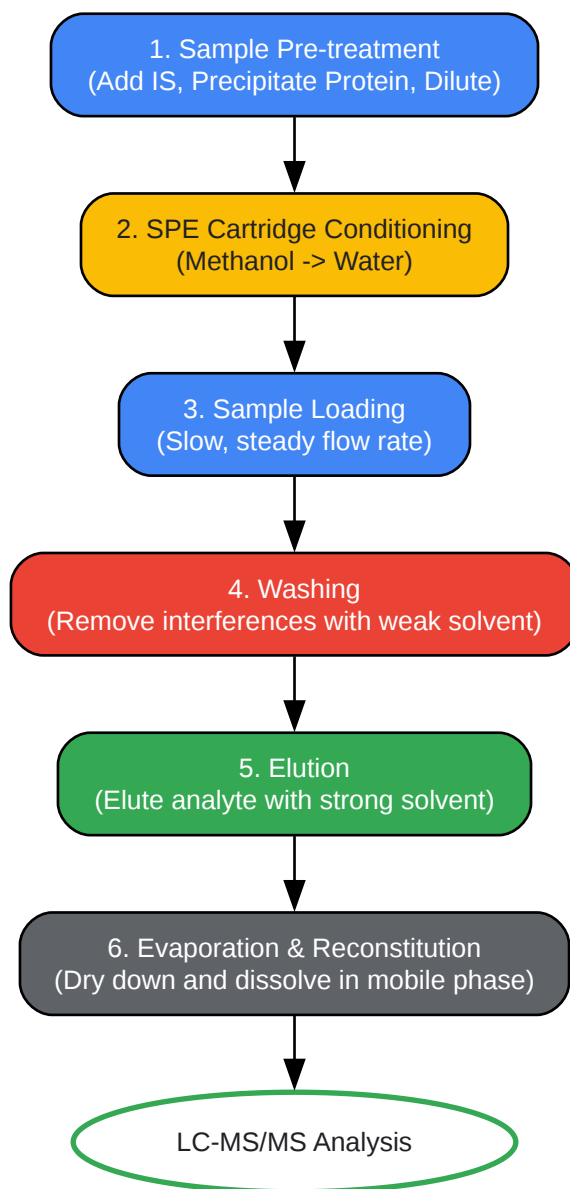 1. Sample Pre-treatment
(Add IS, Precipitate Protein, Dilute)
2. SPE Cartridge Conditioning
(Methanol -> Water)
3. Sample Loading
(Slow, steady flow rate)
4. Washing
(Remove interferences with weak solvent)
5. Elution
(Elute analyte with strong solvent)
6. Evaporation & Reconstitution
(Dry down and dissolve in mobile phase)
LC-MS/MS Analysis